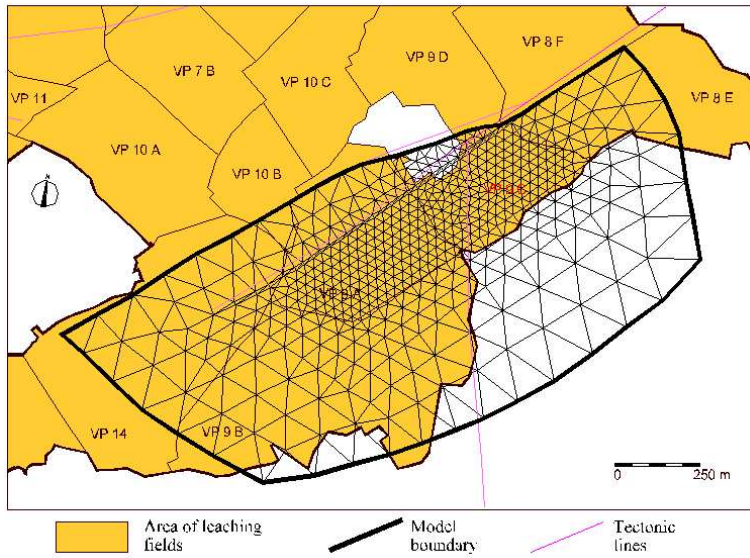 VP 8 F
VP 9 D
VP 7 B
VP 10 C
VP 11
VP 8 E
VP 10 A
VP 10 B
VP 14
VP 9 B
0 250 m
Area of leaching fields
Model boundary
Tectonic lines